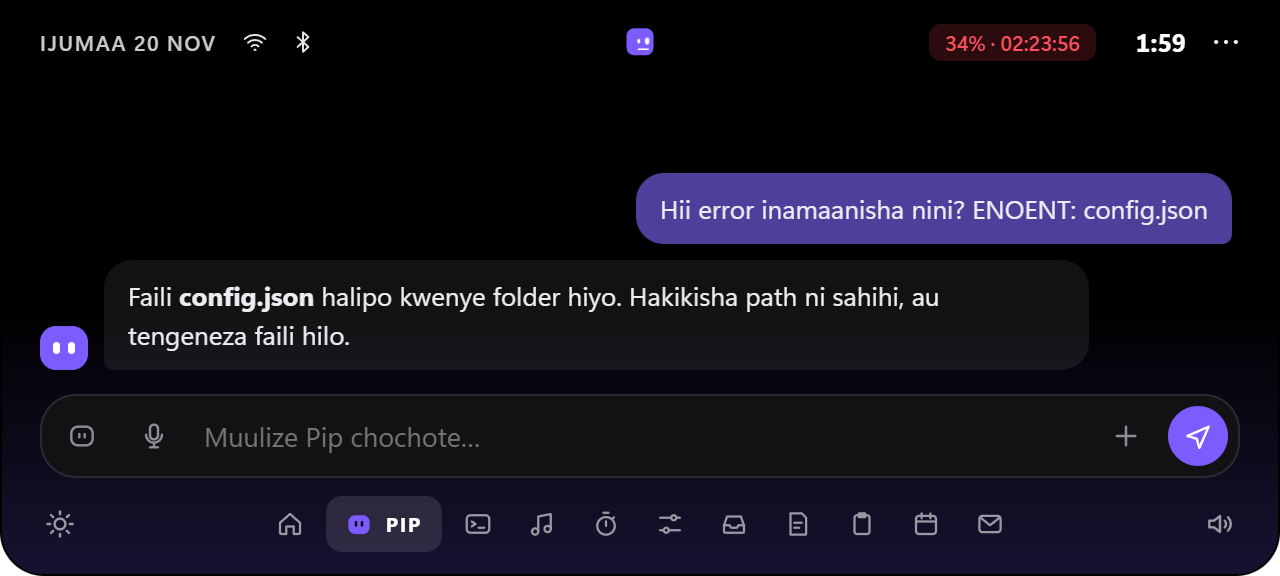 IJUMAA 20 NOV
34% · 02:23:56
1:59
Hii error inamaanisha nini? ENOENT: config.json
Faili config.json halipo kwenye folder hiyo. Hakikisha path ni sahihi, au
tengeneza faili hilo.
Muulize Pip chochote...
PIP